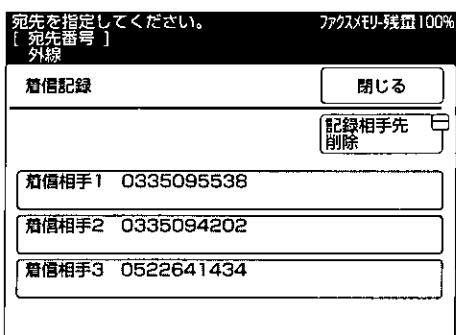 宛先を指定してください。 ファクスメモリー残量100%
[ 宛先番号 ]
外線
着信記録 閉じる
記録相手先
削除
着信相手1 0335095538
着信相手2 0335094202
着信相手3 0522641434